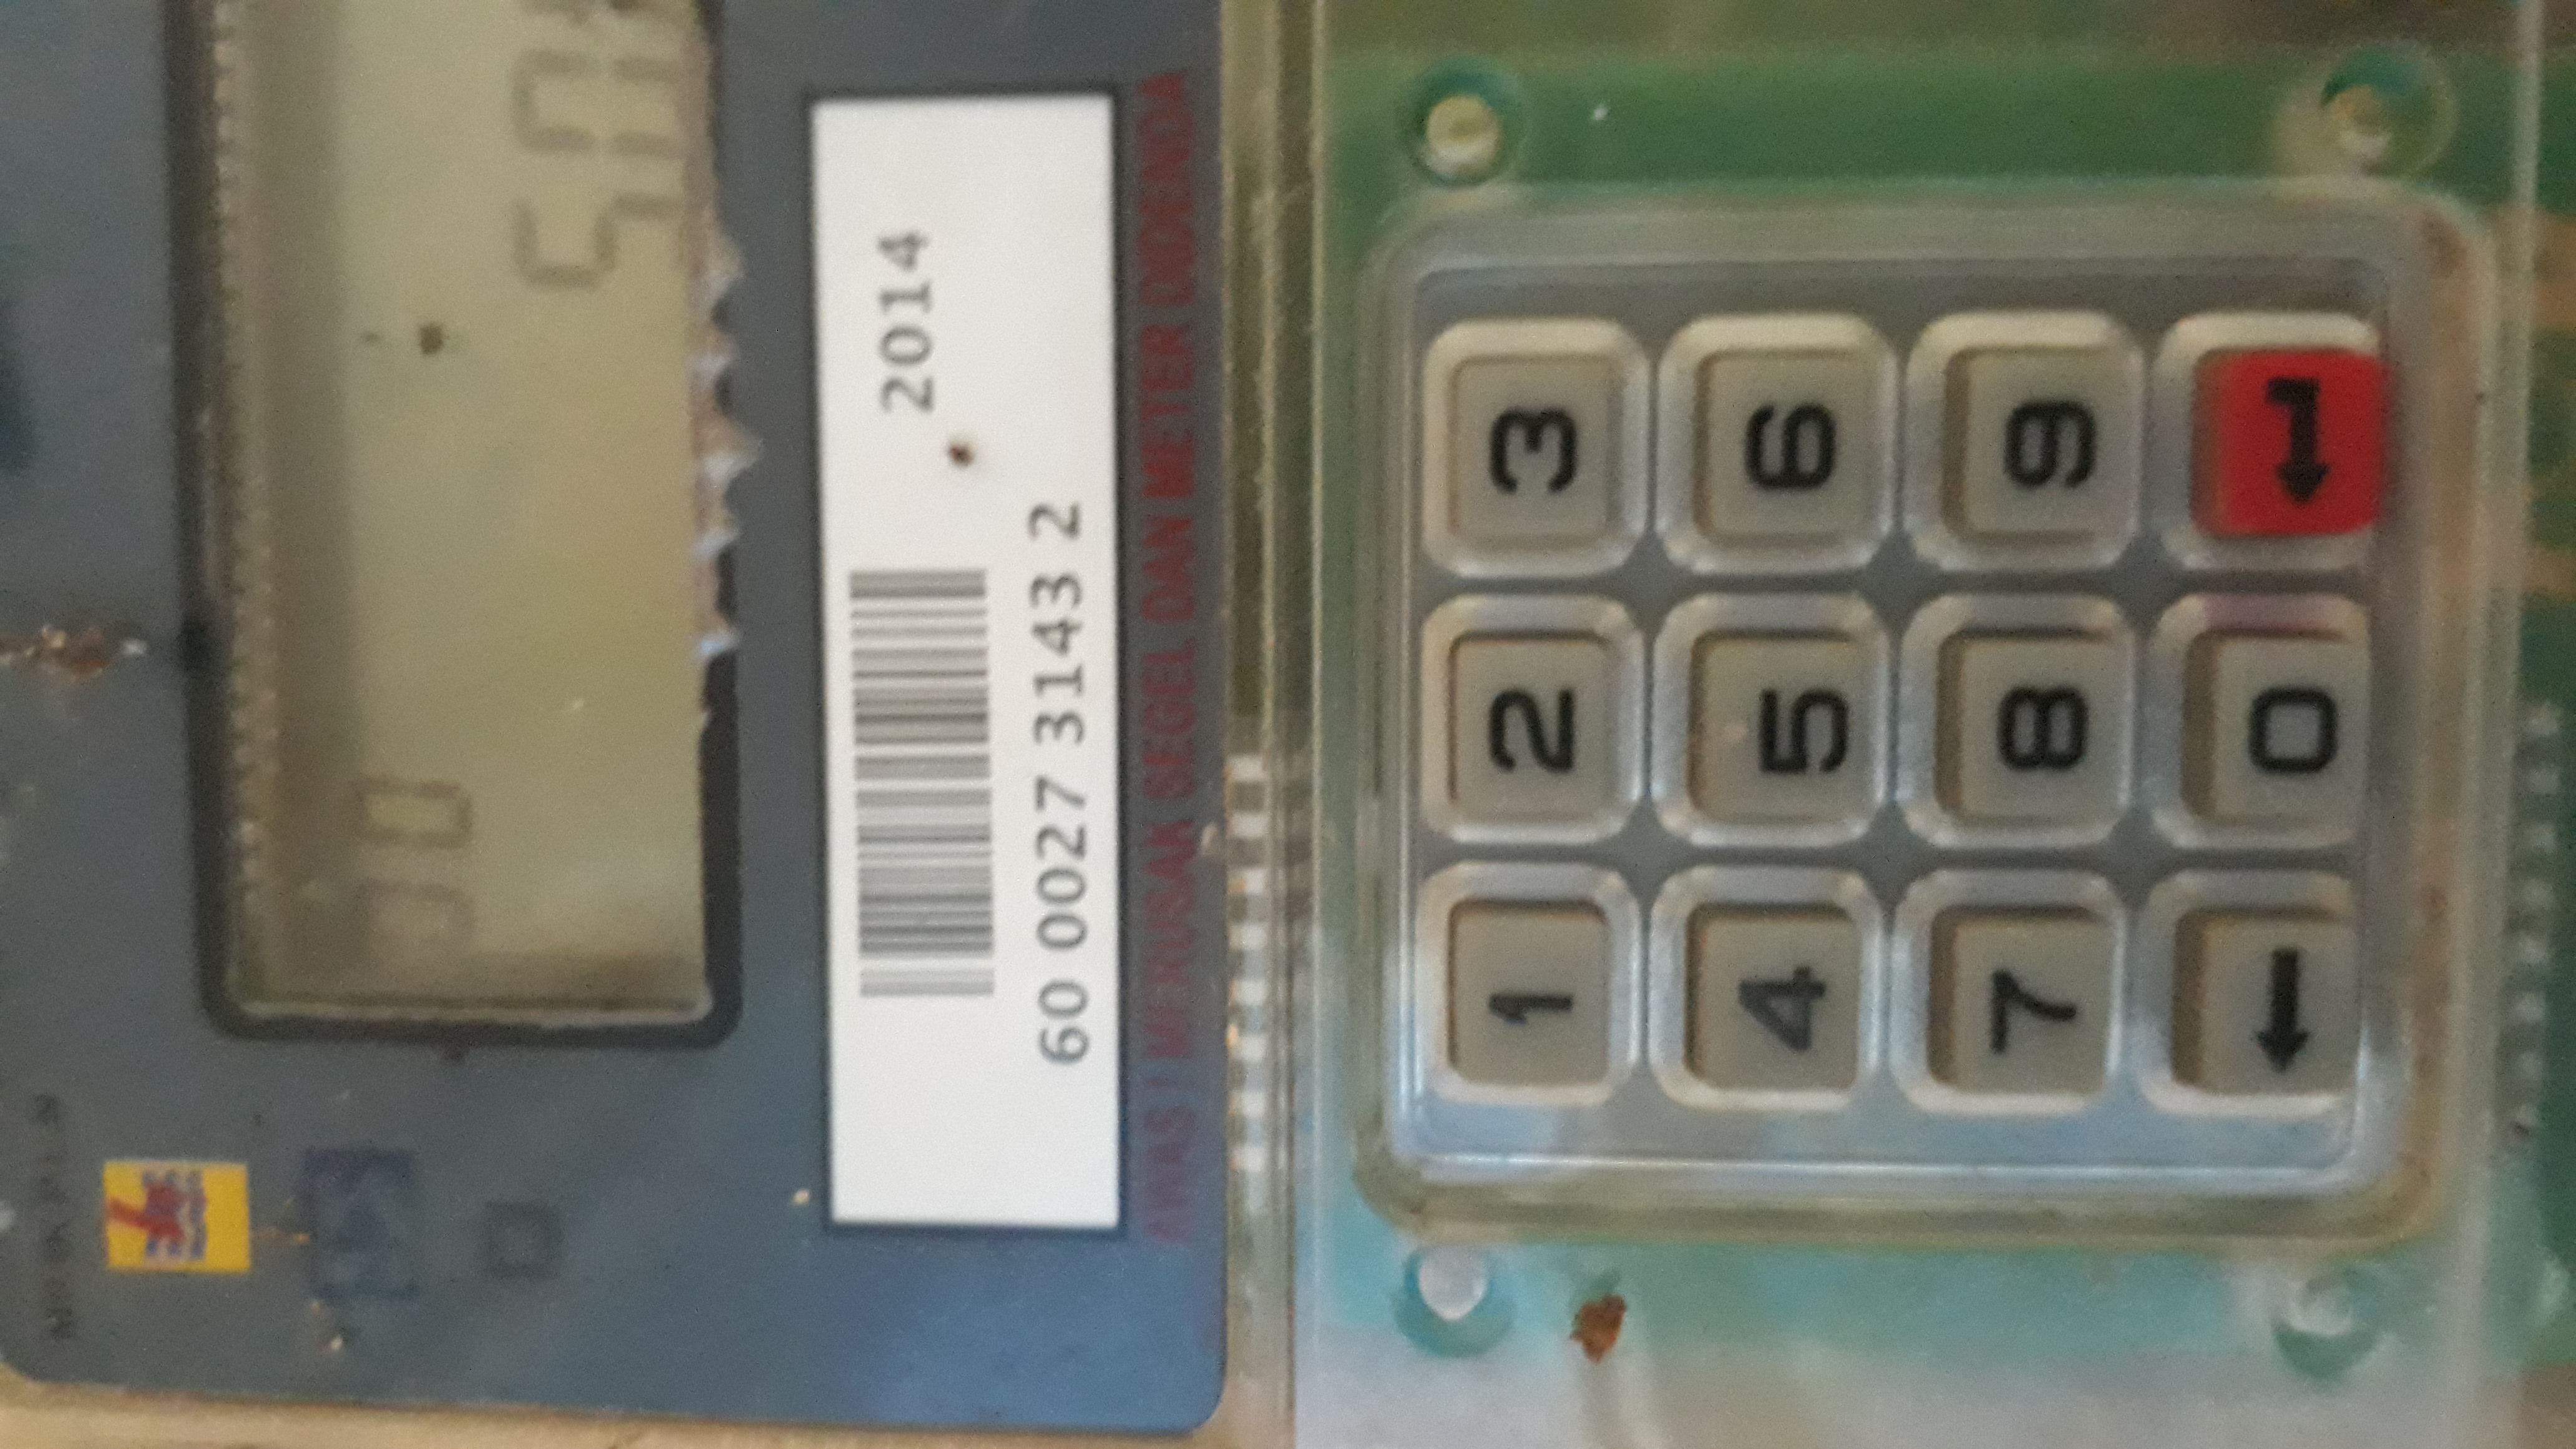 2014
60 0027 3143 2
AWAS ! MERUSAK SEGEL DAN METER DIDENDA
1 2 3
4 5 6
7 8 9
← 0 ↵